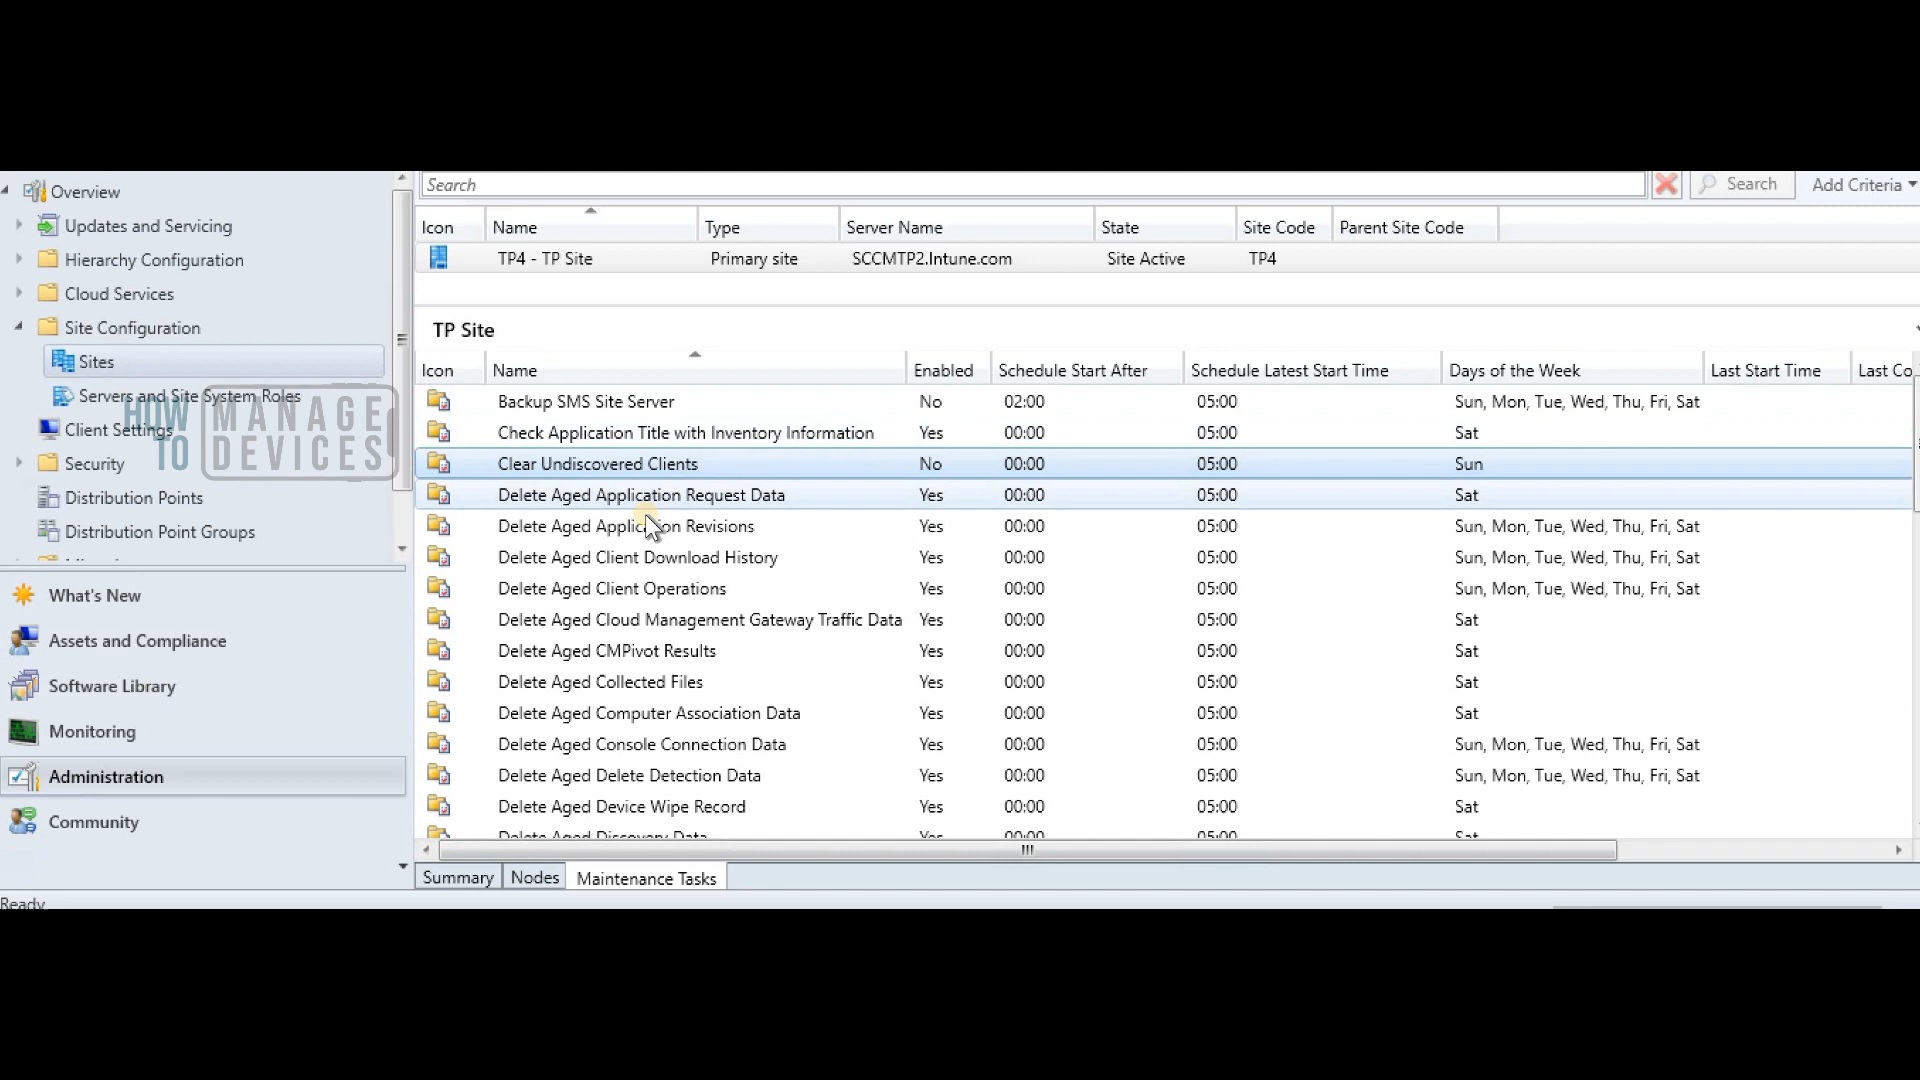 Overview
Updates and Servicing
Hierarchy Configuration
Cloud Services
Site Configuration
Sites
Servers and Site System Roles
Client Settings
Security
Distribution Points
Distribution Point Groups
HOW TO
MANAGE DEVICES
What's New
Assets and Compliance
Software Library
Monitoring
Administration
Community
Ready
Search Search Add Criteria
Icon Name Type Server Name State Site Code Parent Site Code
TP4 - TP Site Primary site SCCMTP2.Intune.com Site Active TP4
TP Site
Icon Name Enabled Schedule Start After Schedule Latest Start Time Days of the Week Last Start Time Last Co
Backup SMS Site Server No 02:00 05:00 Sun, Mon, Tue, Wed, Thu, Fri, Sat
Check Application Title with Inventory Information Yes 00:00 05:00 Sat
Clear Undiscovered Clients No 00:00 05:00 Sun
Delete Aged Application Request Data Yes 00:00 05:00 Sat
Delete Aged Application Revisions Yes 00:00 05:00 Sun, Mon, Tue, Wed, Thu, Fri, Sat
Delete Aged Client Download History Yes 00:00 05:00 Sun, Mon, Tue, Wed, Thu, Fri, Sat
Delete Aged Client Operations Yes 00:00 05:00 Sun, Mon, Tue, Wed, Thu, Fri, Sat
Delete Aged Cloud Management Gateway Traffic Data Yes 00:00 05:00 Sat
Delete Aged CMPivot Results Yes 00:00 05:00 Sat
Delete Aged Collected Files Yes 00:00 05:00 Sat
Delete Aged Computer Association Data Yes 00:00 05:00 Sat
Delete Aged Console Connection Data Yes 00:00 05:00 Sun, Mon, Tue, Wed, Thu, Fri, Sat
Delete Aged Delete Detection Data Yes 00:00 05:00 Sun, Mon, Tue, Wed, Thu, Fri, Sat
Delete Aged Device Wipe Record Yes 00:00 05:00 Sat
Delete Aged Discovery Data Yes 00:00 05:00 Sat
Summary Nodes Maintenance Tasks